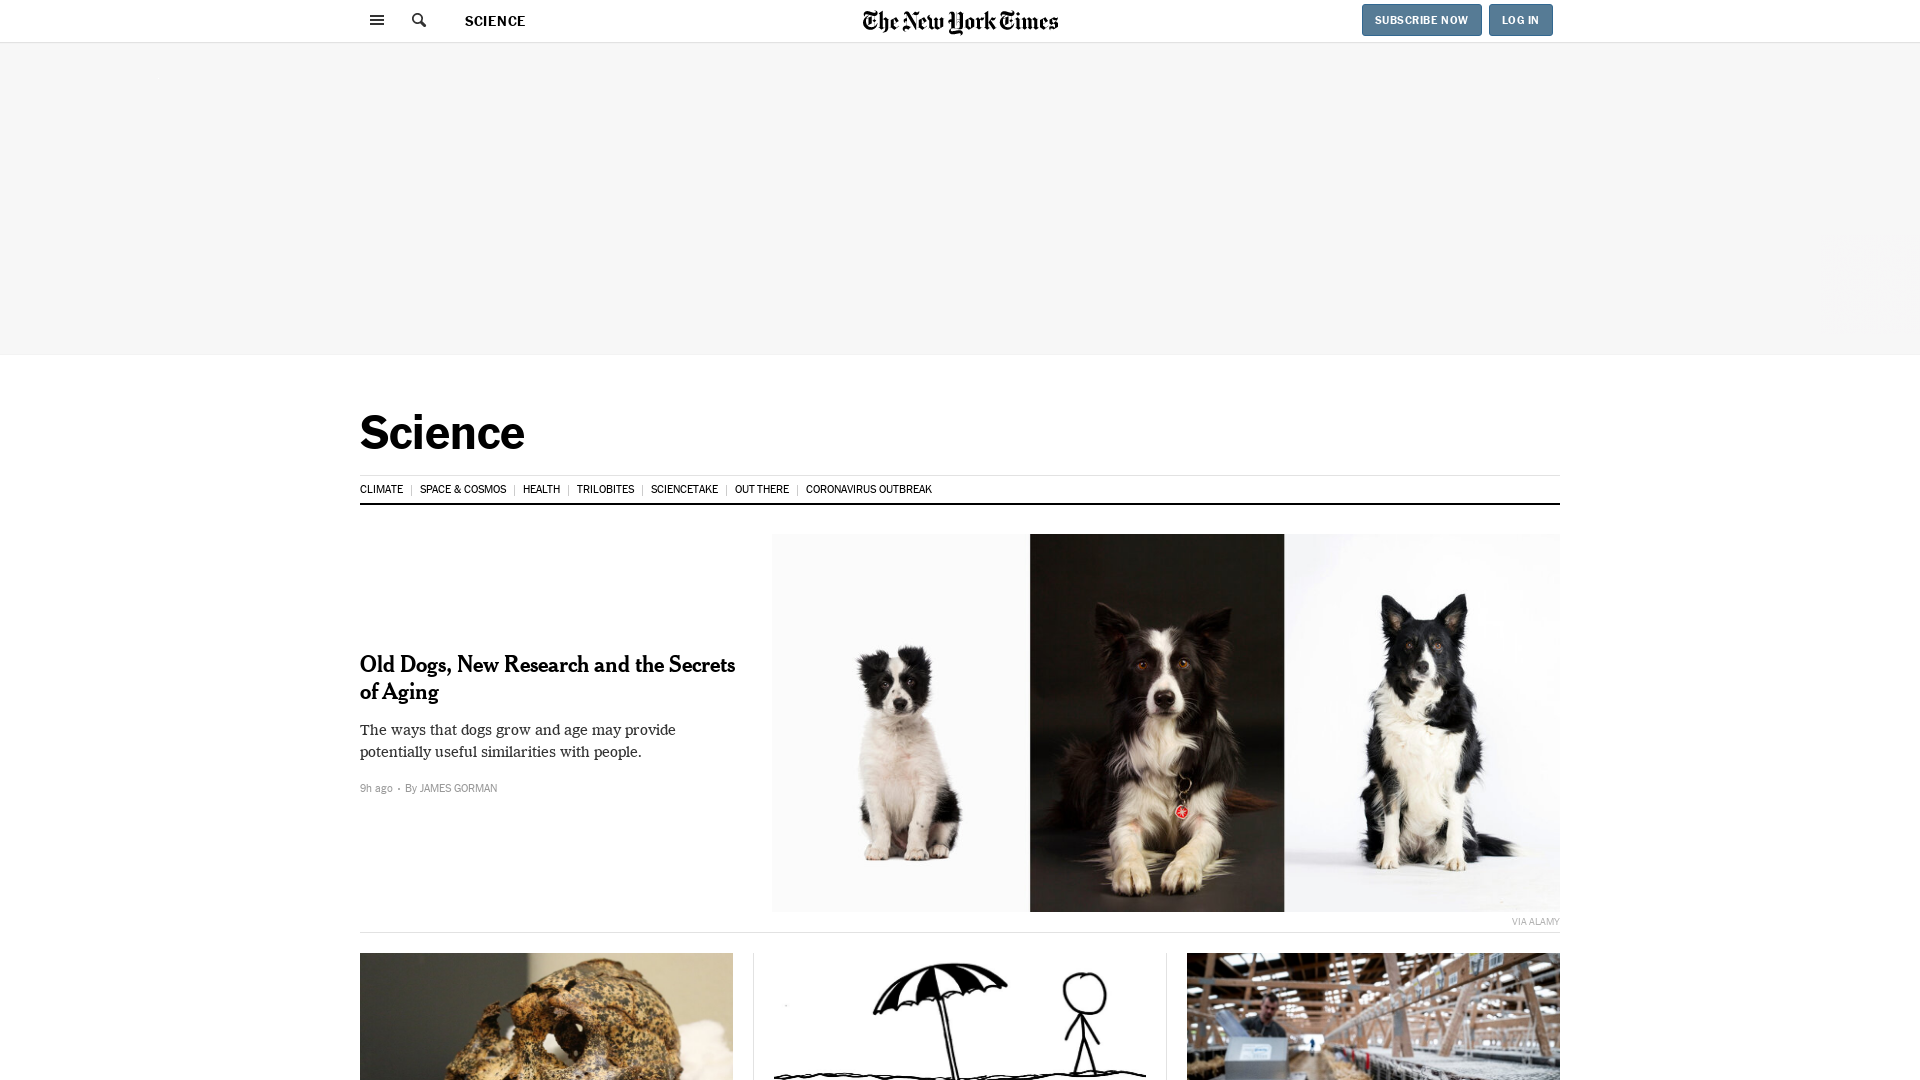 SCIENCE
The New York Times
SUBSCRIBE NOW
LOG IN
Science
CLIMATE
SPACE & COSMOS
HEALTH
TRILOBITES
SCIENCETAKE
OUT THERE
CORONAVIRUS OUTBREAK
Old Dogs, New Research and the Secrets
of Aging
The ways that dogs grow and age may provide
potentially useful similarities with people.
9h ago • By JAMES GORMAN
VIA ALAMY